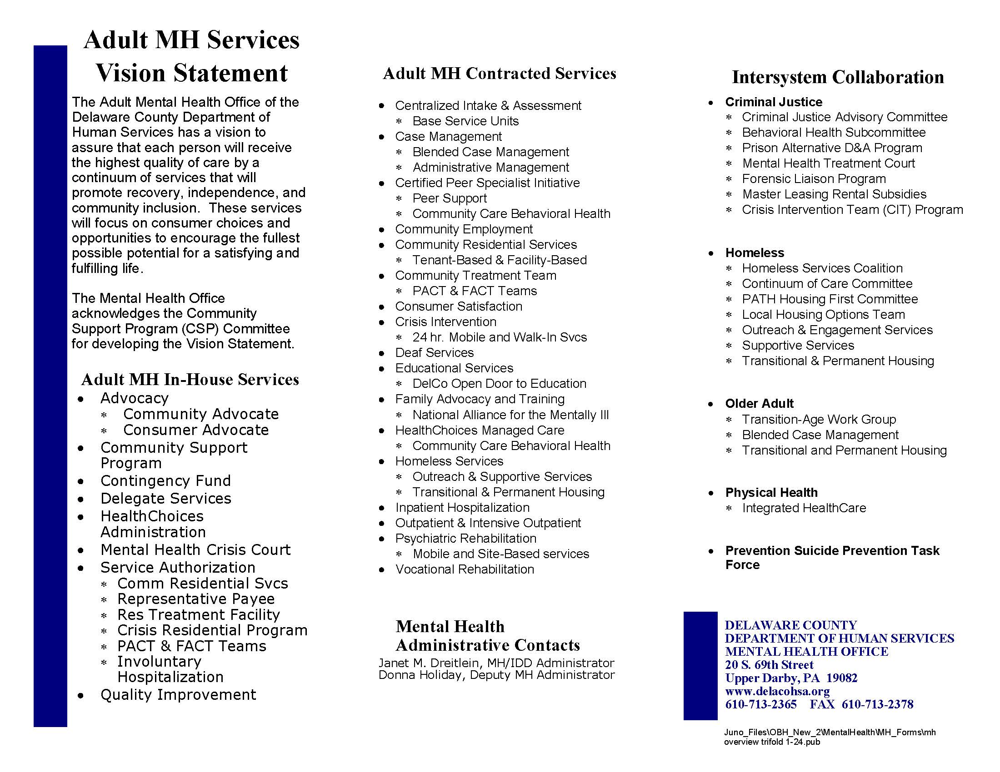 Adult MH Services
Vision Statement
The Adult Mental Health Office of the
Delaware County Department of
Human Services has a vision to
assure that each person will receive
the highest quality of care by a
continuum of services that will
promote recovery, independence, and
community inclusion.  These services
will focus on consumer choices and
opportunities to encourage the fullest
possible potential for a satisfying and
fulfilling life.
The Mental Health Office
acknowledges the Community
Support Program (CSP) Committee
for developing the Vision Statement.
Adult MH In-House Services
• Advocacy
* Community Advocate
* Consumer Advocate
• Community Support
Program
• Contingency Fund
• Delegate Services
• HealthChoices
Administration
• Mental Health Crisis Court
• Service Authorization
* Comm Residential Svcs
* Representative Payee
* Res Treatment Facility
* Crisis Residential Program
* PACT & FACT Teams
* Involuntary
Hospitalization
• Quality Improvement
Adult MH Contracted Services
• Centralized Intake & Assessment
* Base Service Units
• Case Management
* Blended Case Management
* Administrative Management
• Certified Peer Specialist Initiative
* Peer Support
* Community Care Behavioral Health
• Community Employment
• Community Residential Services
* Tenant-Based & Facility-Based
• Community Treatment Team
* PACT & FACT Teams
• Consumer Satisfaction
• Crisis Intervention
* 24 hr. Mobile and Walk-In Svcs
• Deaf Services
• Educational Services
* DelCo Open Door to Education
• Family Advocacy and Training
* National Alliance for the Mentally Ill
• HealthChoices Managed Care
* Community Care Behavioral Health
• Homeless Services
* Outreach & Supportive Services
* Transitional & Permanent Housing
• Inpatient Hospitalization
• Outpatient & Intensive Outpatient
• Psychiatric Rehabilitation
* Mobile and Site-Based services
• Vocational Rehabilitation
Mental Health
Administrative Contacts
Janet M. Dreitlein, MH/IDD Administrator
Donna Holiday, Deputy MH Administrator
Intersystem Collaboration
• Criminal Justice
* Criminal Justice Advisory Committee
* Behavioral Health Subcommittee
* Prison Alternative D&A Program
* Mental Health Treatment Court
* Forensic Liaison Program
* Master Leasing Rental Subsidies
* Crisis Intervention Team (CIT) Program
• Homeless
* Homeless Services Coalition
* Continuum of Care Committee
* PATH Housing First Committee
* Local Housing Options Team
* Outreach & Engagement Services
* Supportive Services
* Transitional & Permanent Housing
• Older Adult
* Transition-Age Work Group
* Blended Case Management
* Transitional and Permanent Housing
• Physical Health
* Integrated HealthCare
• Prevention Suicide Prevention Task
Force
DELAWARE COUNTY
DEPARTMENT OF HUMAN SERVICES
MENTAL HEALTH OFFICE
20 S. 69th Street
Upper Darby, PA  19082
www.delacohsa.org
610-713-2365    FAX  610-713-2378
Juno_Files\OBH_New_2\MentalHealth\MH_Forms\mh
overview trifold 1-24.pub